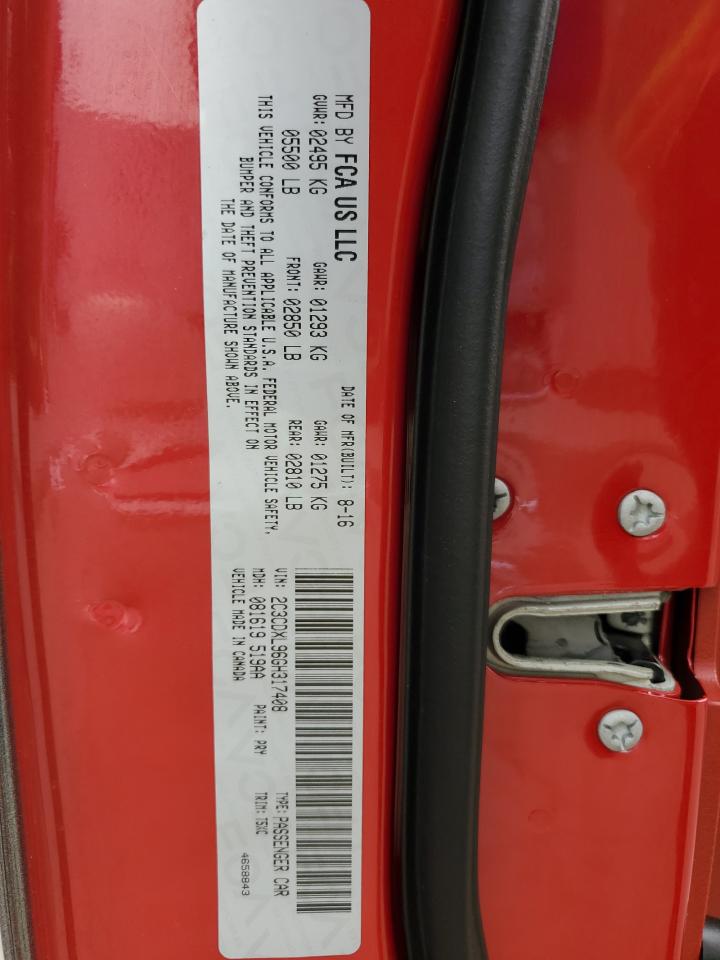 MFD BY FCA US LLC
DATE OF MFR(BUILT): 8-16
GVWR: 02495 KG GAWR: 01293 KG GAWR: 01275 KG
05500 LB FRONT: 02850 LB REAR: 02810 LB
THIS VEHICLE CONFORMS TO ALL APPLICABLE U.S.A. FEDERAL MOTOR VEHICLE SAFETY,
BUMPER AND THEFT PREVENTION STANDARDS IN EFFECT ON
THE DATE OF MANUFACTURE SHOWN ABOVE.
VIN: 2C3CDXL96GH317408 TYPE: PASSENGER CAR
MDH: 081619 519AA PAINT: PRY TRIM: T5XC
VEHICLE MADE IN CANADA
4658843